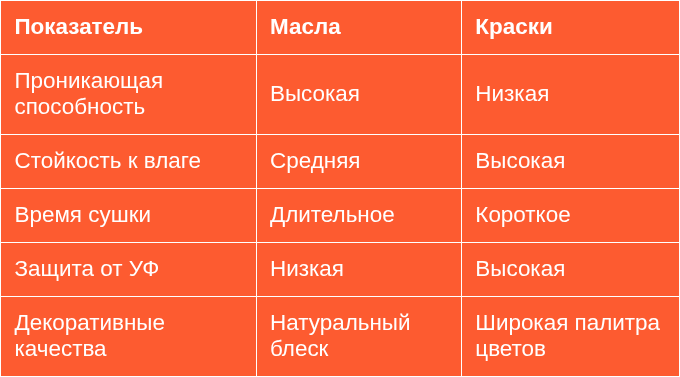 Показатель Масла Краски
Проникающая способность Высокая Низкая
Стойкость к влаге Средняя Высокая
Время сушки Длительное Короткое
Защита от УФ Низкая Высокая
Декоративные качества Натуральный блеск Широкая палитра цветов